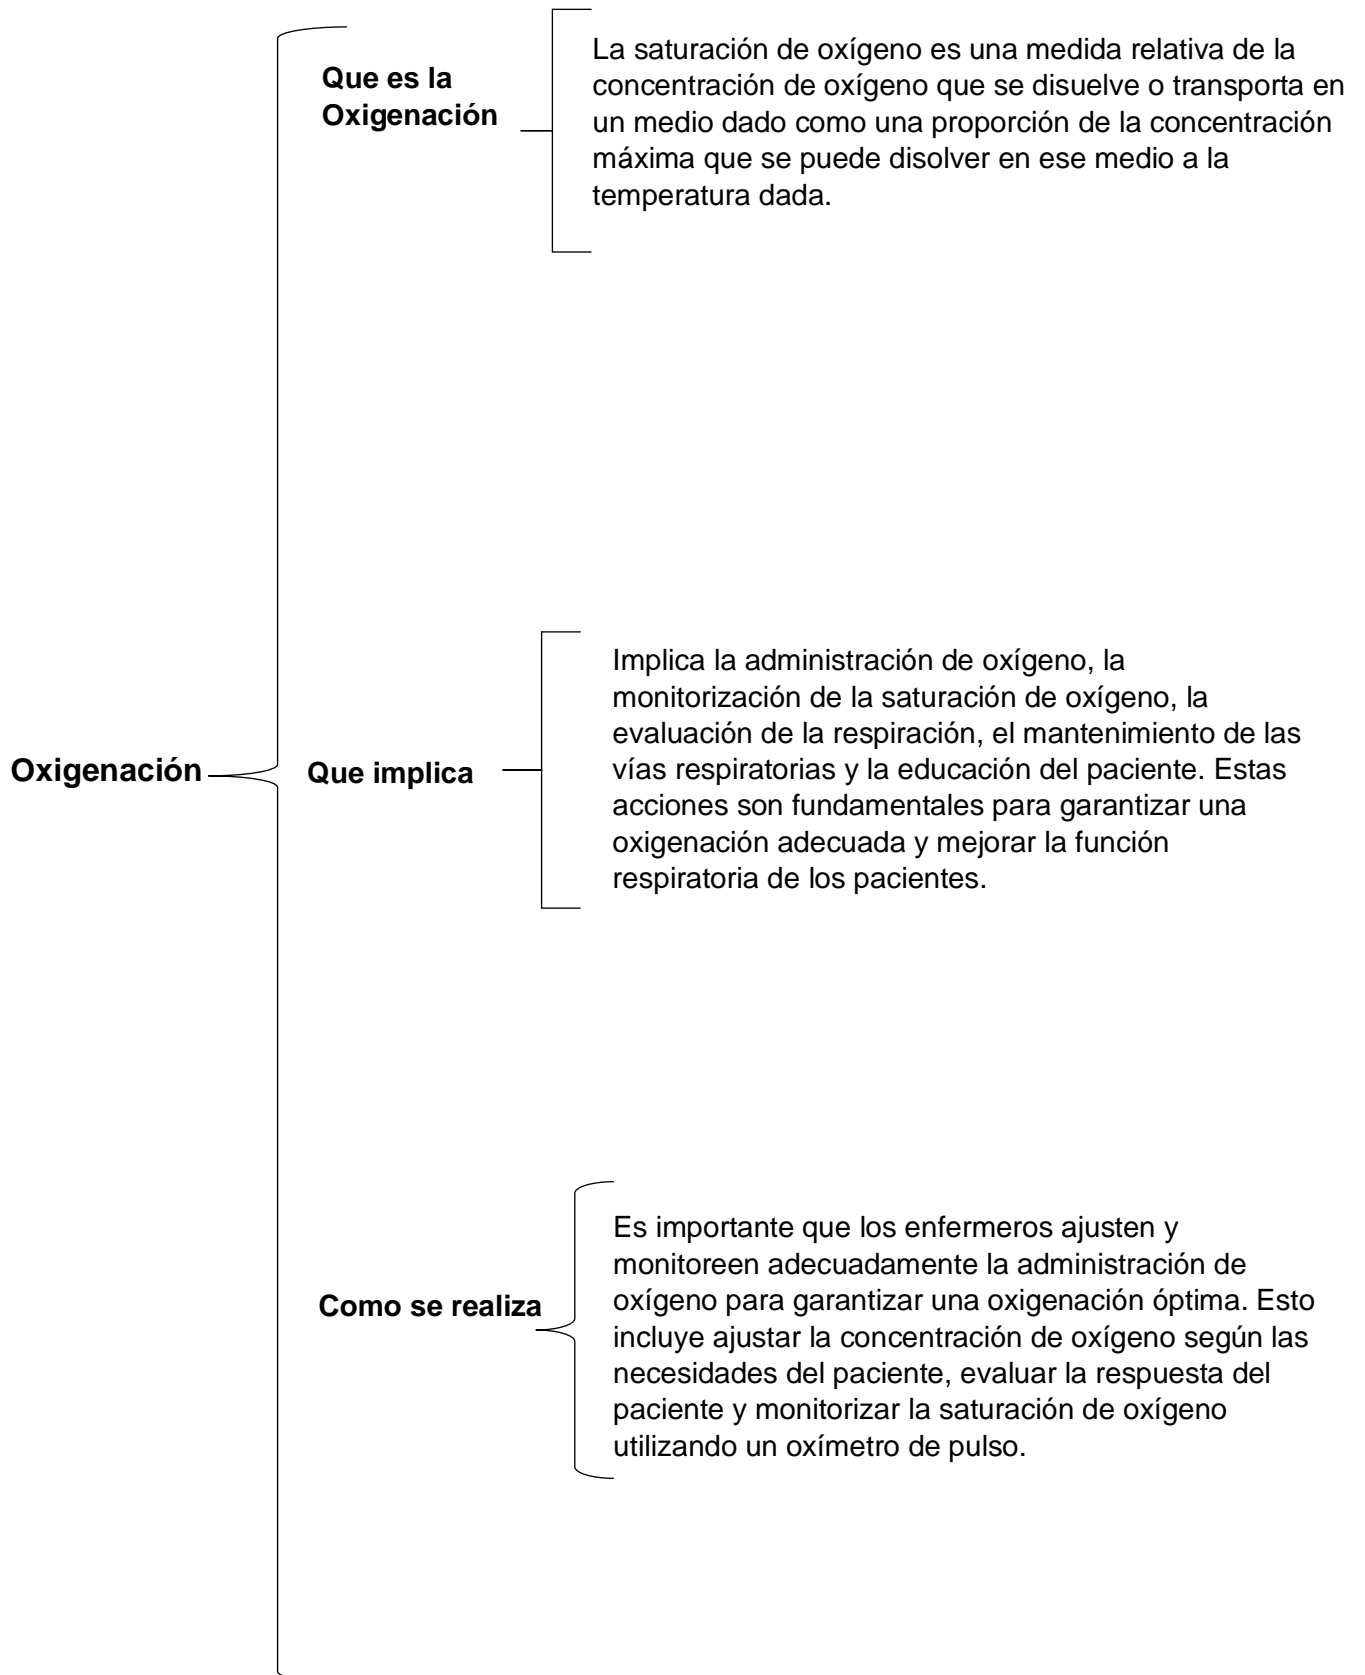 Que es la
Oxigenación
La saturación de oxígeno es una medida relativa de la
concentración de oxígeno que se disuelve o transporta en
un medio dado como una proporción de la concentración
máxima que se puede disolver en ese medio a la
temperatura dada.
Oxigenación
Que implica
Implica la administración de oxígeno, la
monitorización de la saturación de oxígeno, la
evaluación de la respiración, el mantenimiento de las
vías respiratorias y la educación del paciente. Estas
acciones son fundamentales para garantizar una
oxigenación adecuada y mejorar la función
respiratoria de los pacientes.
Como se realiza
Es importante que los enfermeros ajusten y
monitoreen adecuadamente la administración de
oxígeno para garantizar una oxigenación óptima. Esto
incluye ajustar la concentración de oxígeno según las
necesidades del paciente, evaluar la respuesta del
paciente y monitorizar la saturación de oxígeno
utilizando un oxímetro de pulso.